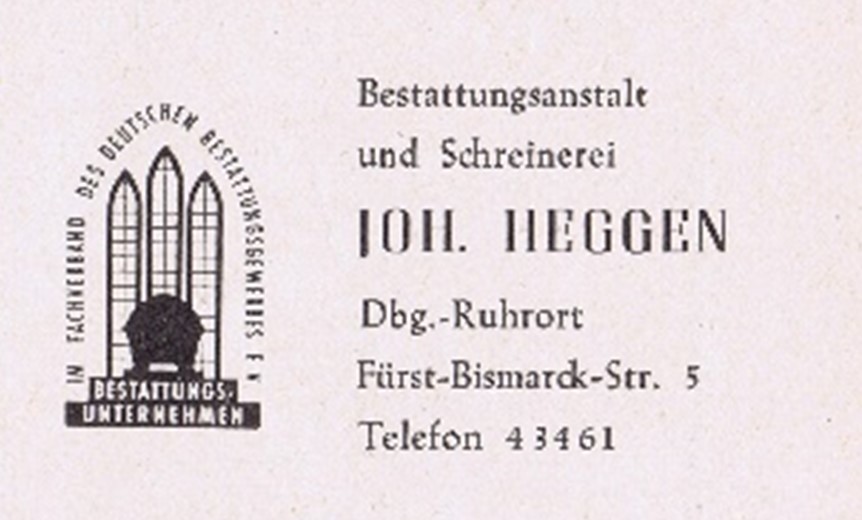 IN FACHVERBAND DES DEUTSCHEN BESTATTUNGSGEWERBES E.V.
BESTATTUNGS-
UNTERNEHMEN
Bestattungsanstalt
und Schreinerei
JOH. HEGGEN
Dbg.-Ruhrort
Fürst-Bismarck-Str. 5
Telefon 43461